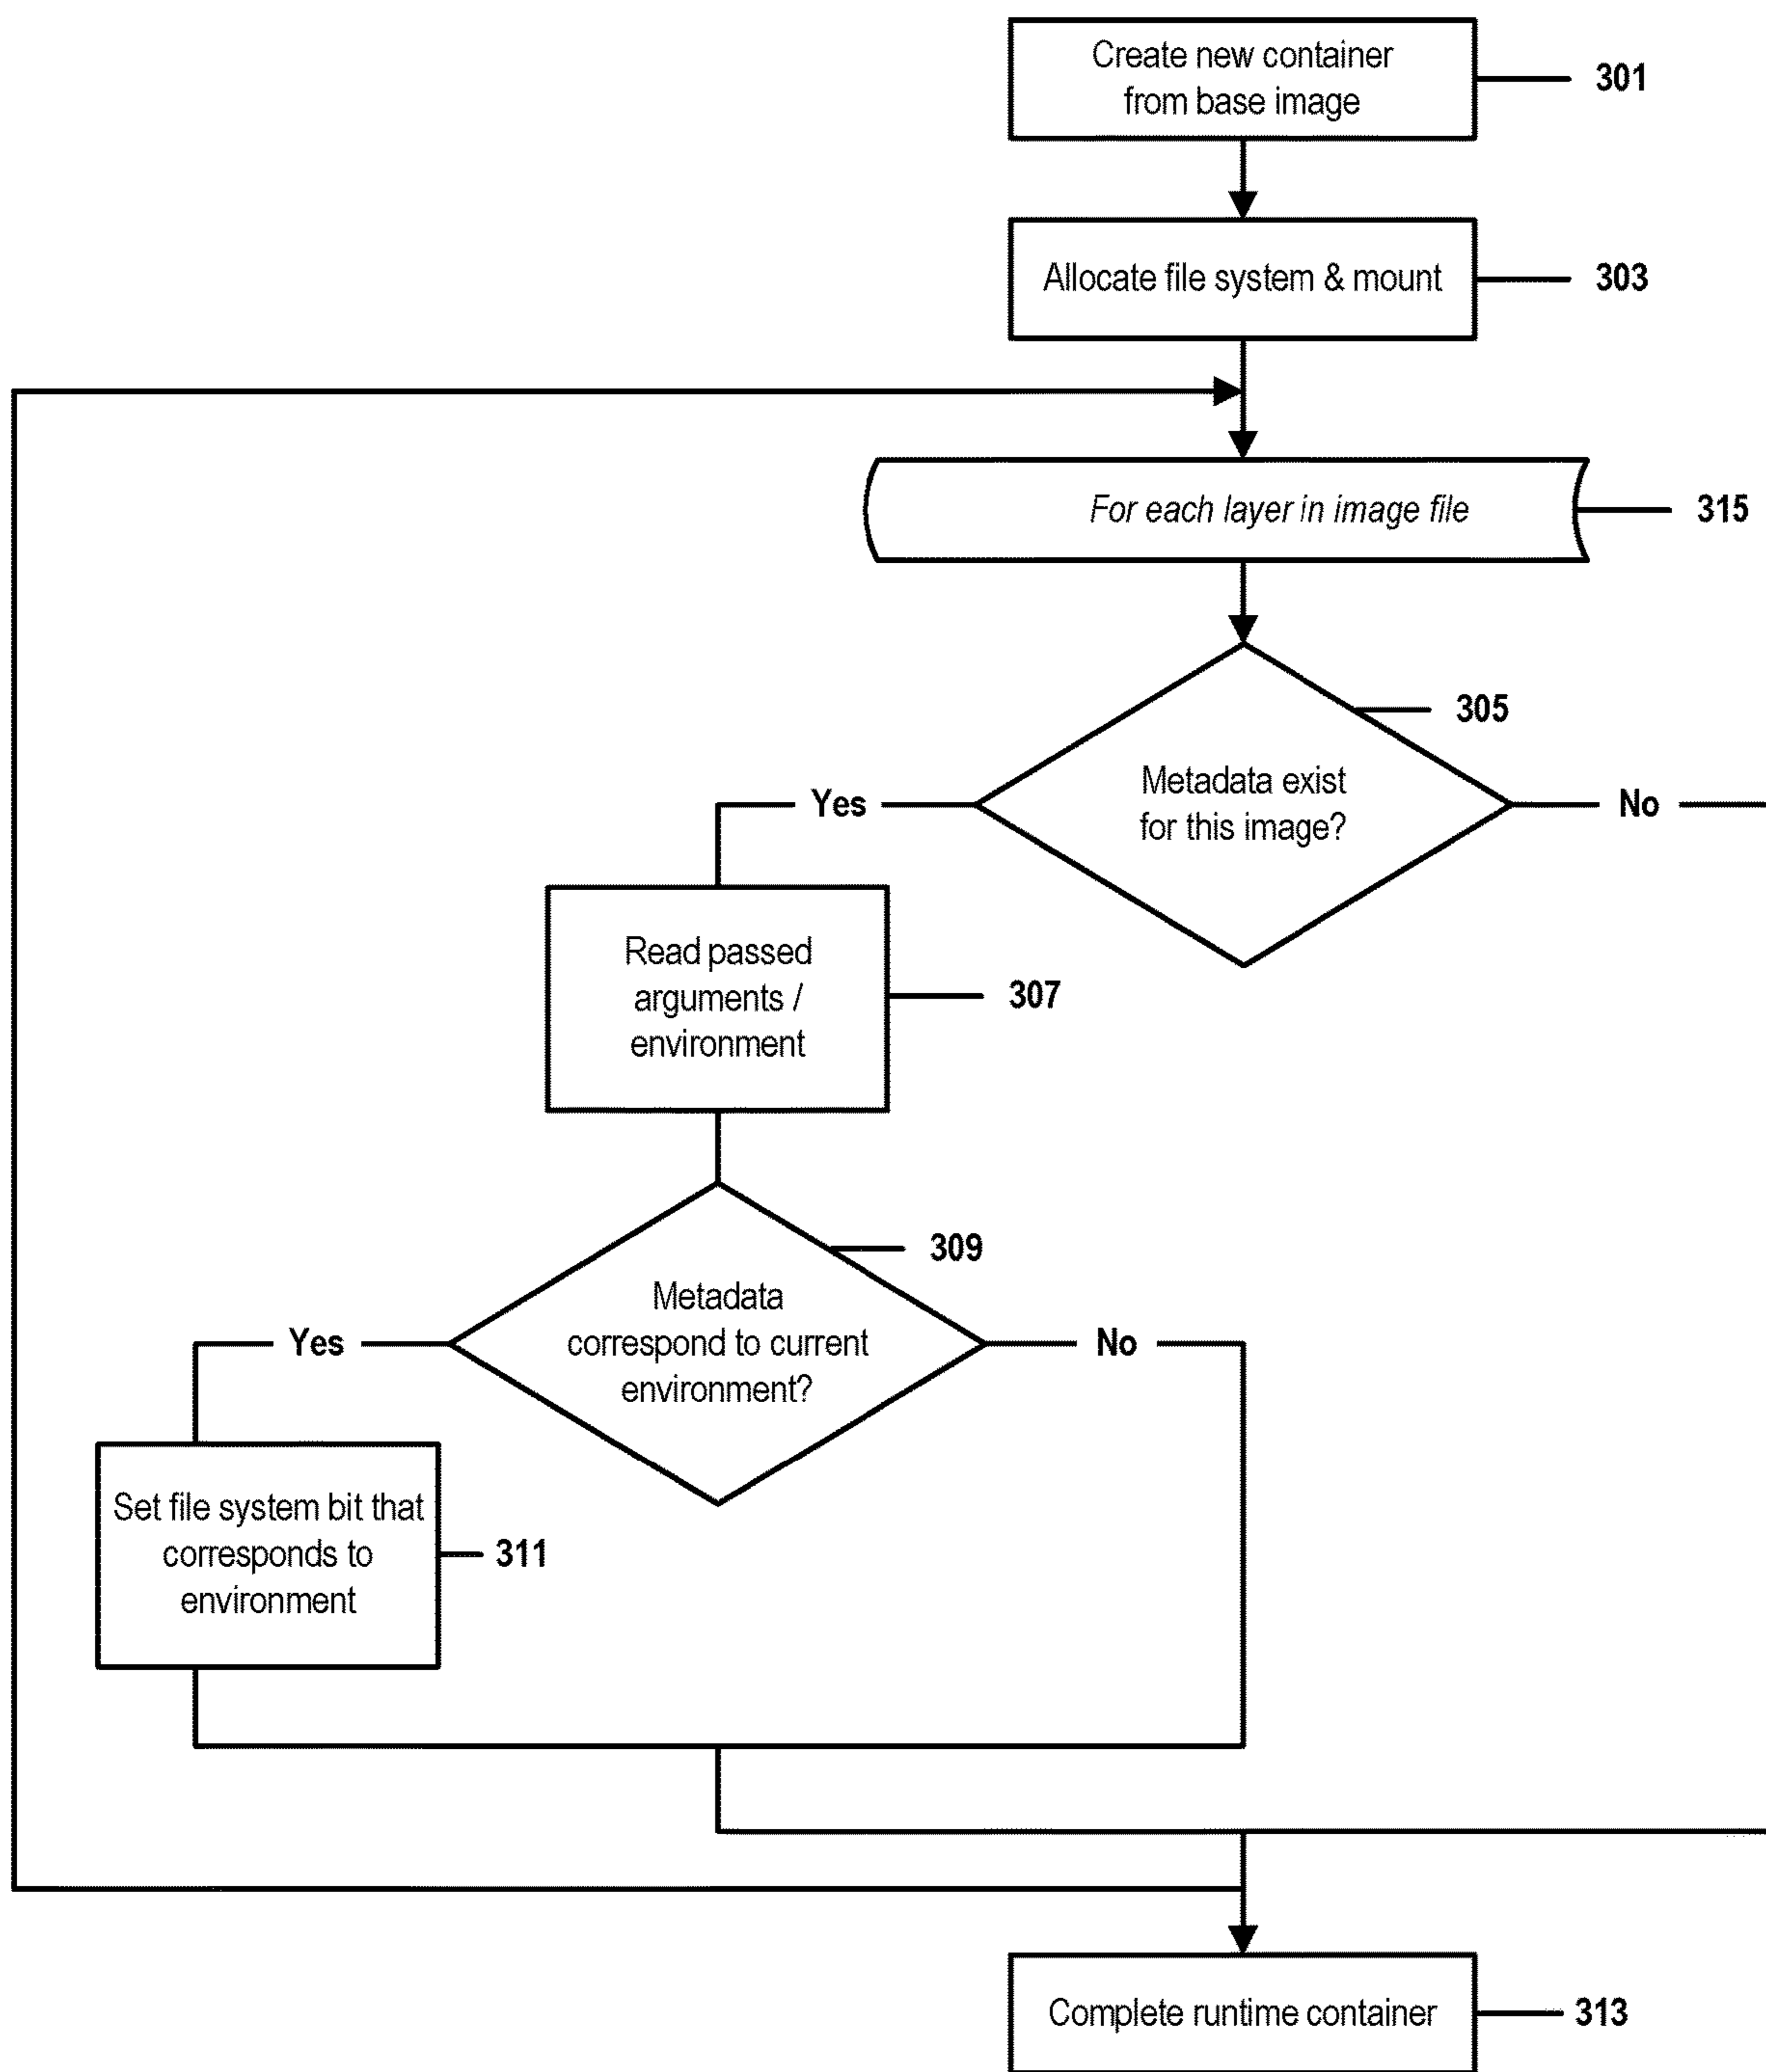 Create new container
from base image
301
Allocate file system & mount
303
For each layer in image file
315
305
Metadata exist
for this image?
Yes
No
Read passed
arguments /
environment
307
309
Metadata
correspond to current
environment?
Yes
No
Set file system bit that
corresponds to
environment
311
Complete runtime container
313